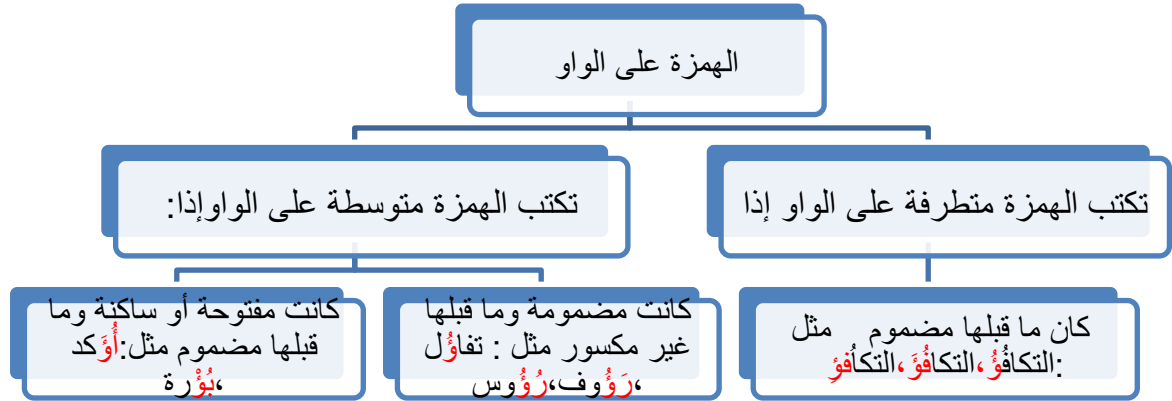 الهمزة على الواو
تكتب الهمزة متطرفة على الواو إذا
تكتب الهمزة متوسطة على الواوإذا:
كان ما قبلها مضموم مثل
:التكافُؤُ،التكافُؤَ،التكاُفؤِ
كانت مضمومة وما قبلها
غير مكسور مثل : تفاؤُل
،رَؤُوف،رُؤُوس
كانت مفتوحة أو ساكنة وما
قبلها مضموم مثل:أُوَكد
،بُؤْرة